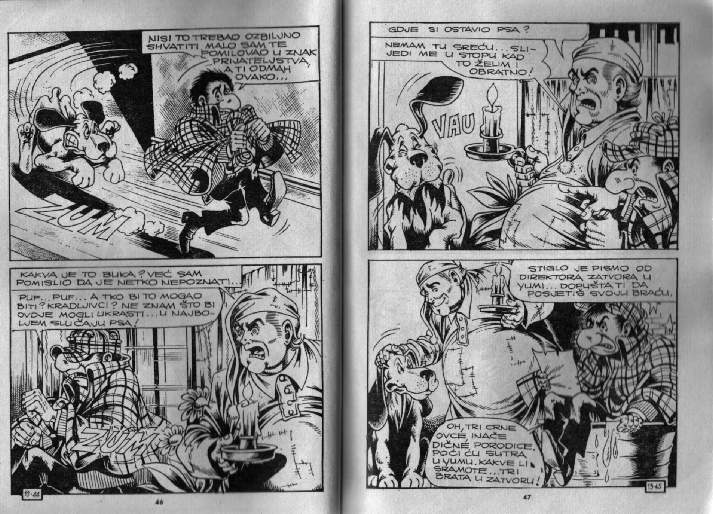 NISI TO TREBAO OZBILJNO
SHVATITI MALO SAM TE
POMILOVAO U ZNAK
PRIJATELJSTVA,
A TI ODMAH
OVAKO...
ZUM
KAKVA JE TO BUKA? VEĆ SAM
POMISLIO DA JE NETKO NEPOZNATI...
PUF... PUF... A TKO BI TO MOGAO
BITI? KRADLJIVCI? NE ZNAM ŠTO BI
OVDJE MOGLI UKRASTI... U NAJBO-
LJEM SLUČAJU PSA!
ZUM
46
GDJE SI OSTAVIO PSA?
NEMAM TU SREĆU... SLI-
JEDI ME U STOPU KAD
TO ŽELIM
OBRATNO!
VAU
STIGLO JE PISMO OD
DIREKTORA ZATVORA U
YUMI... DOPUŠTA TI DA
POSJETIŠ SVOJU BRAĆU.
OH, TRI CRNE
OVCE INAČE
DIČNE PORODICE.
POĆI ĆU SUTRA
U YUMU. KAKVE LI
SRAMOTE... TRI
BRATA U ZATVORU!
47